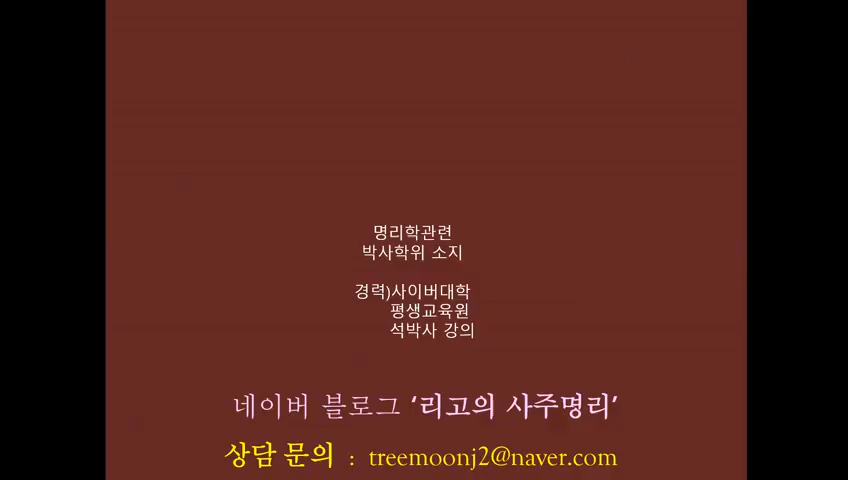 명리학관련
박사학위 소지
경력)사이버대학
평생교육원
석박사 강의
네이버 블로그 ‘리고의 사주명리’
상담 문의 : treemoonj2@naver.com